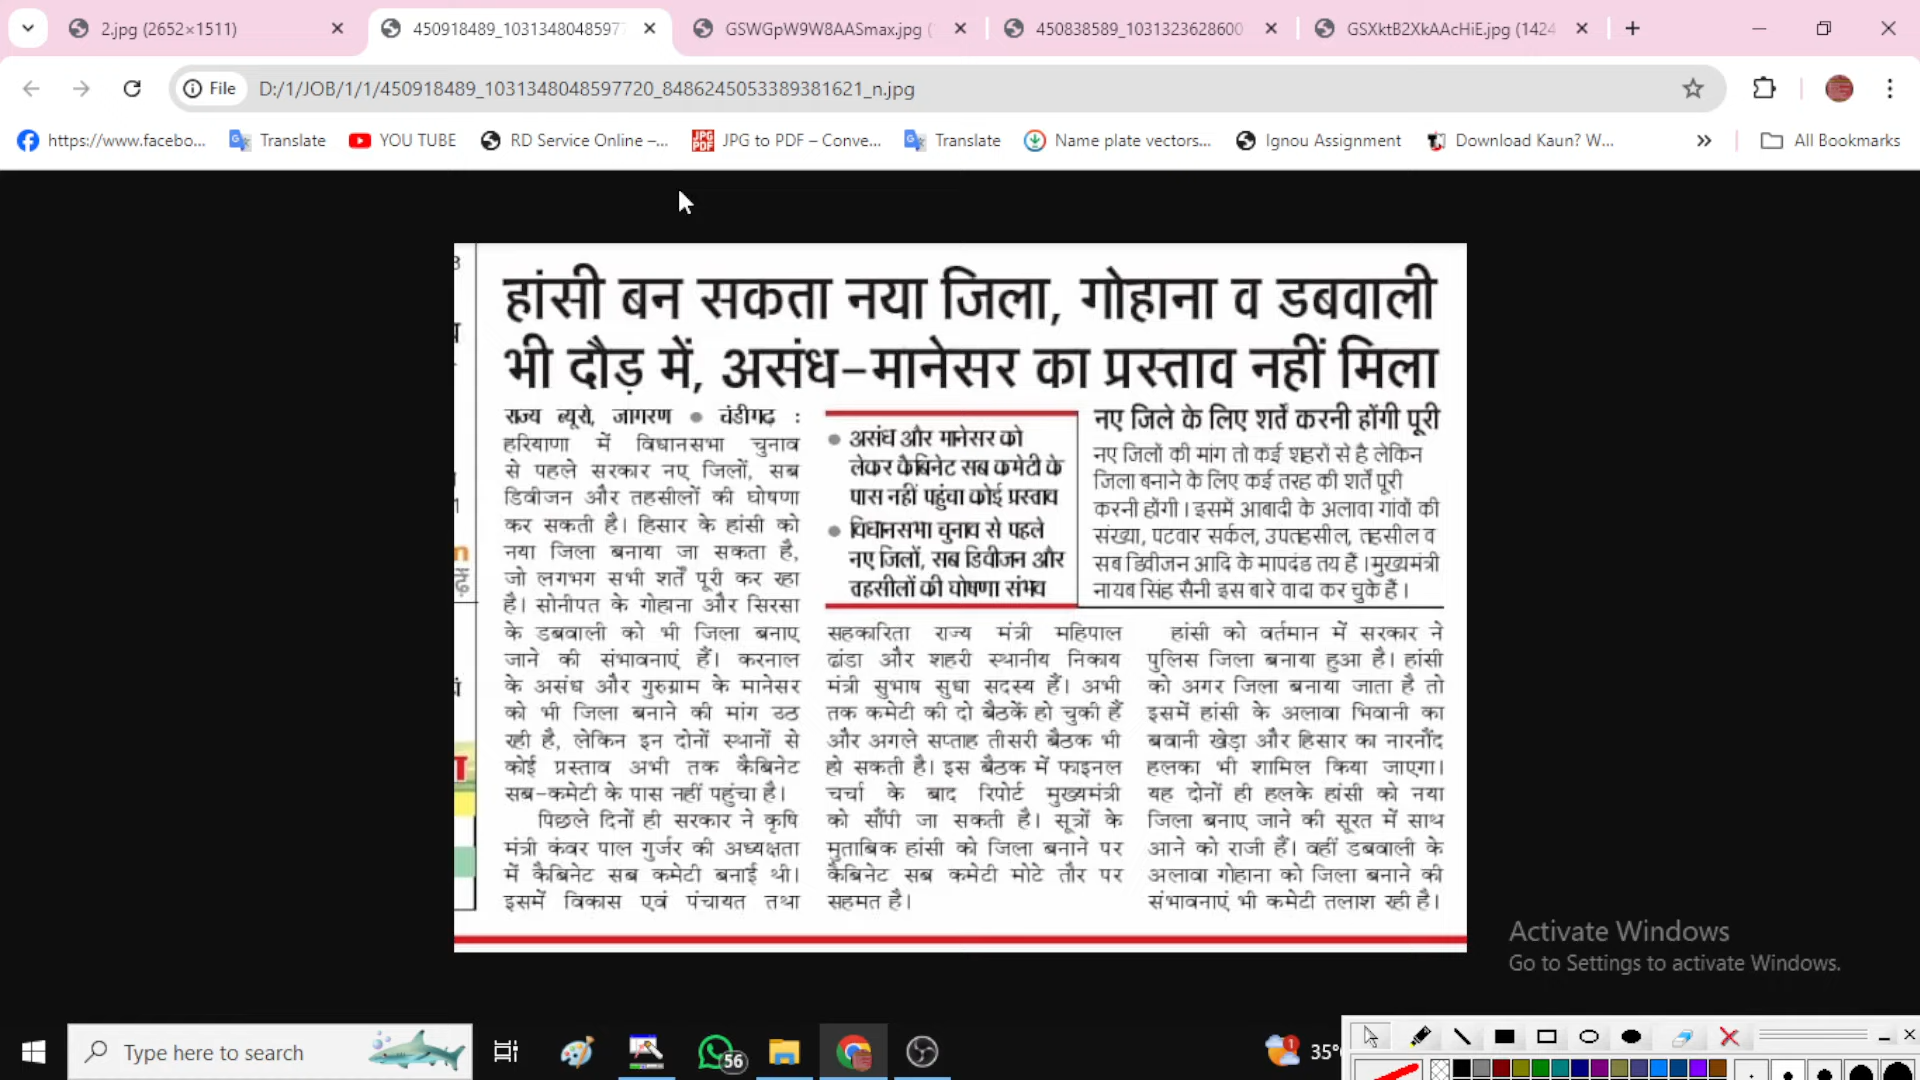 2.jpg (2652×1511)
450918489_10313480485977
GSWGpW9W8AASmax.jpg (
450838589_1031323628600
GSXktB2XkAAcHiE.jpg (1424
File
D:/1/JOB/1/1/450918489_1031348048597720_8486245053389381621_n.jpg
https://www.facebo...
Translate
YOU TUBE
RD Service Online –...
JPG to PDF – Conve...
Translate
Name plate vectors...
Ignou Assignment
Download Kaun? W...
All Bookmarks
हांसी बन सकता नया जिला, गोहाना व डबवाली
भी दौड़ में, असंध-मानेसर का प्रस्ताव नहीं मिला
राज्य ब्यूरो, जागरण ● चंडीगढ़ :
हरियाणा में विधानसभा चुनाव
से पहले सरकार नए जिलों, सब
डिवीजन और तहसीलों की घोषणा
कर सकती है। हिसार के हांसी को
नया जिला बनाया जा सकता है,
जो लगभग सभी शर्तें पूरी कर रहा
है। सोनीपत के गोहाना और सिरसा
के डबवाली को भी जिला बनाए
जाने की संभावनाएं हैं। करनाल
के असंध और गुरुग्राम के मानेसर
को भी जिला बनाने की मांग उठ
रही है, लेकिन इन दोनों स्थानों से
कोई प्रस्ताव अभी तक कैबिनेट
सब-कमेटी के पास नहीं पहुंचा है।
पिछले दिनों ही सरकार ने कृषि
मंत्री कंवर पाल गुर्जर की अध्यक्षता
में कैबिनेट सब कमेटी बनाई थी।
इसमें विकास एवं पंचायत तथा
● असंध और मानेसर को
लेकर कैबिनेट सब कमेटी के
पास नहीं पहुंचा कोई प्रस्ताव
● विधानसभा चुनाव से पहले
नए जिलों, सब डिवीजन और
तहसीलों की घोषणा संभव
नए जिले के लिए शर्तें करनी होंगी पूरी
नए जिलों की मांग तो कई शहरों से है लेकिन
जिला बनाने के लिए कई तरह की शर्तें पूरी
करनी होंगी। इसमें आबादी के अलावा गांवों की
संख्या, पटवार सर्कल, उपतहसील, तहसील व
सब डिवीजन आदि के मापदंड तय हैं। मुख्यमंत्री
नायब सिंह सैनी इस बारे वादा कर चुके हैं।
सहकारिता राज्य मंत्री महिपाल
ढांडा और शहरी स्थानीय निकाय
मंत्री सुभाष सुधा सदस्य हैं। अभी
तक कमेटी की दो बैठकें हो चुकी हैं
और अगले सप्ताह तीसरी बैठक भी
हो सकती है। इस बैठक में फाइनल
चर्चा के बाद रिपोर्ट मुख्यमंत्री
को सौंपी जा सकती है। सूत्रों के
मुताबिक हांसी को जिला बनाने पर
कैबिनेट सब कमेटी मोटे तौर पर
सहमत है।
हांसी को वर्तमान में सरकार ने
पुलिस जिला बनाया हुआ है। हांसी
को अगर जिला बनाया जाता है तो
इसमें हांसी के अलावा भिवानी का
बवानी खेड़ा और हिसार का नारनौंद
हलका भी शामिल किया जाएगा।
यह दोनों ही हलके हांसी को नया
जिला बनाए जाने की सूरत में साथ
आने को राजी हैं। वहीं डबवाली के
अलावा गोहाना को जिला बनाने की
संभावनाएं भी कमेटी तलाश रही है।
Activate Windows
Go to Settings to activate Windows.
Type here to search
56
1
35°